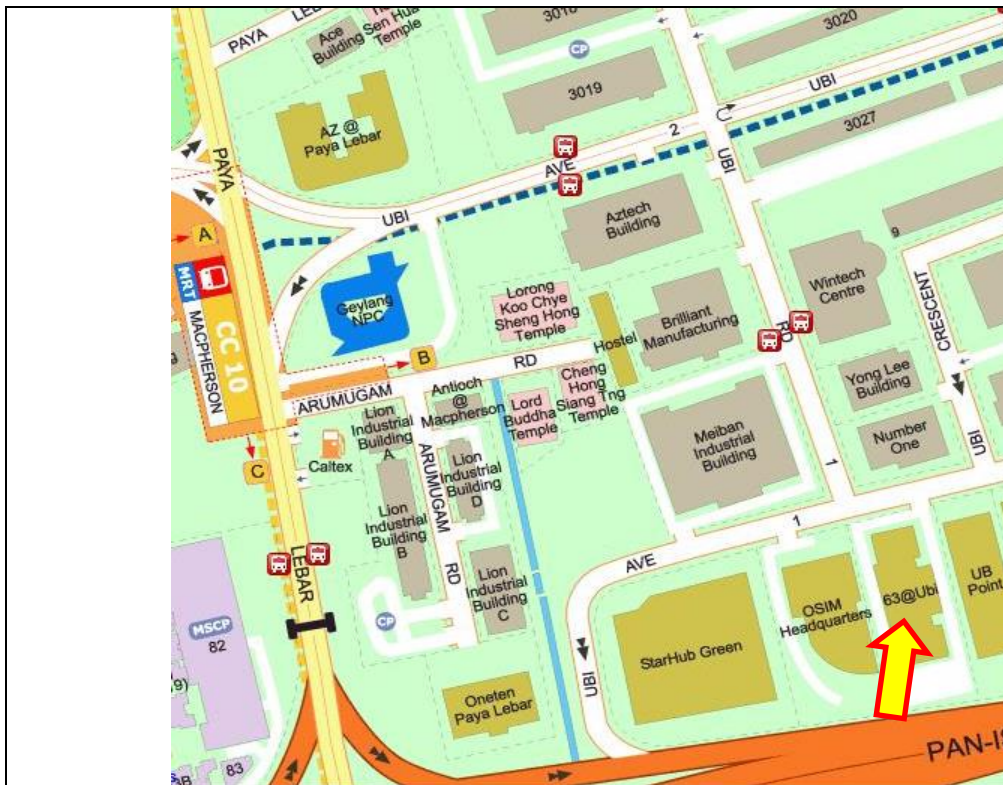 PAYA LEBAR
Ace
Building
Sen Hua
Temple
3019
CP
3020
UBI
3027
AZ @
Paya Lebar
PAYA
UBI
AVE
2
UBI
Aztech
Building
9
Wintech
Centre
CRESCENT
A
MRT
MACPHERSON
CC 10
Geylang
NPC
Lorong
Koo Chye
Sheng Hong
Temple
Hostel
Brilliant
Manufacturing
RD
B
RD
ARUMUGAM
Antioch
@
Macpherson
Lord
Buddha
Temple
Cheng
Hong
Siang Tng
Temple
Yong Lee
Building
Number
One
UBI
Meiban
Industrial
Building
1
C
Caltex
Lion
Industrial
Building
A
Lion
Industrial
Building
B
ARUMUGAM
RD
Lion
Industrial
Building
D
Lion
Industrial
Building
C
LEBAR
AVE
1
UBI
StarHub Green
OSIM
Headquarters
63@Ubi
UB
Point
MSCP
82
CP
Oneten
Paya Lebar
9)
83
3B
PAN-IS